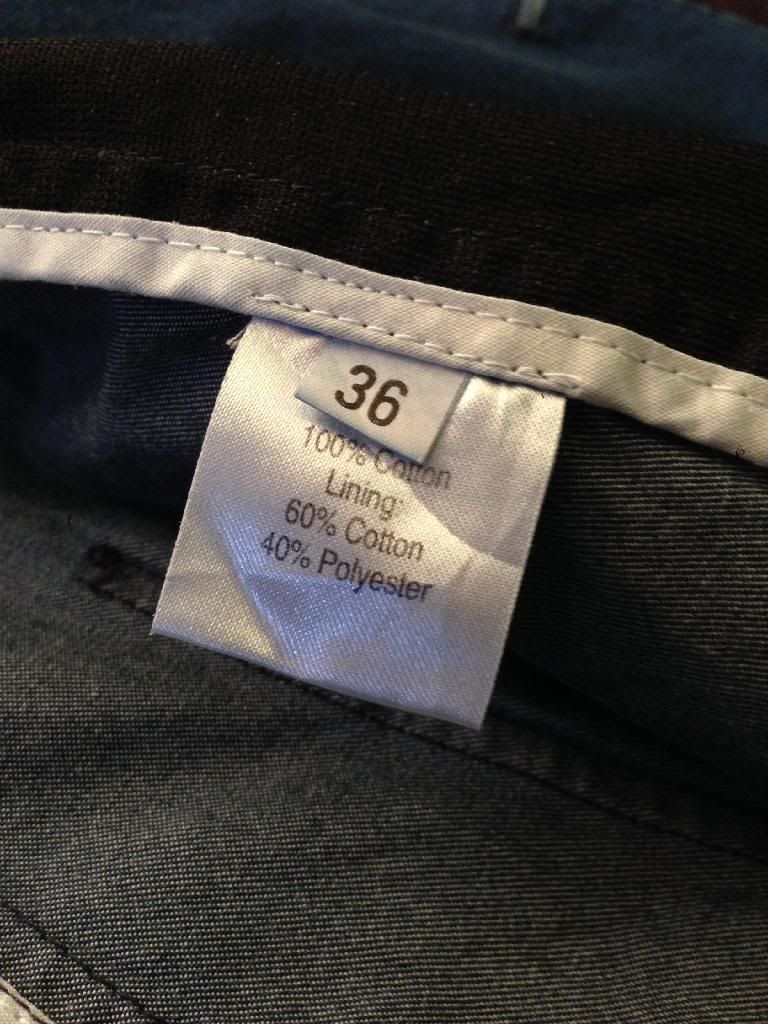 36
100% Cotton
Lining:
60% Cotton
40% Polyester